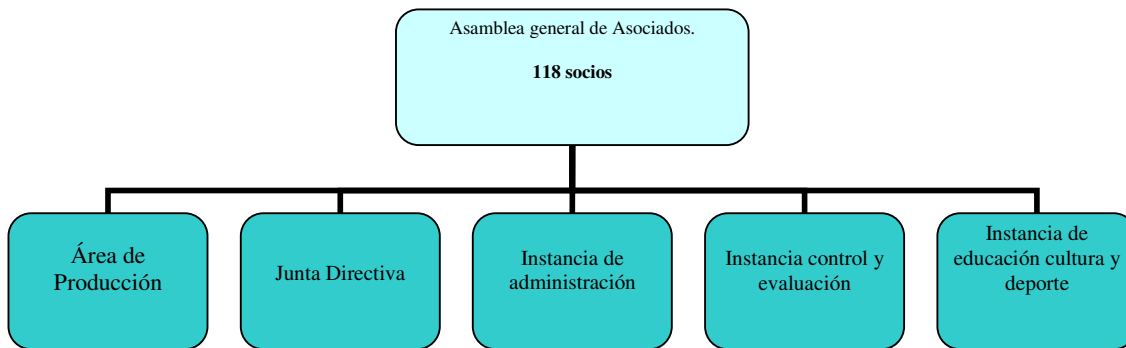 Asamblea general de Asociados.
118 socios
Área de
Producción
Junta Directiva
Instancia de
administración
Instancia control y
evaluación
Instancia de
educación cultura y
deporte